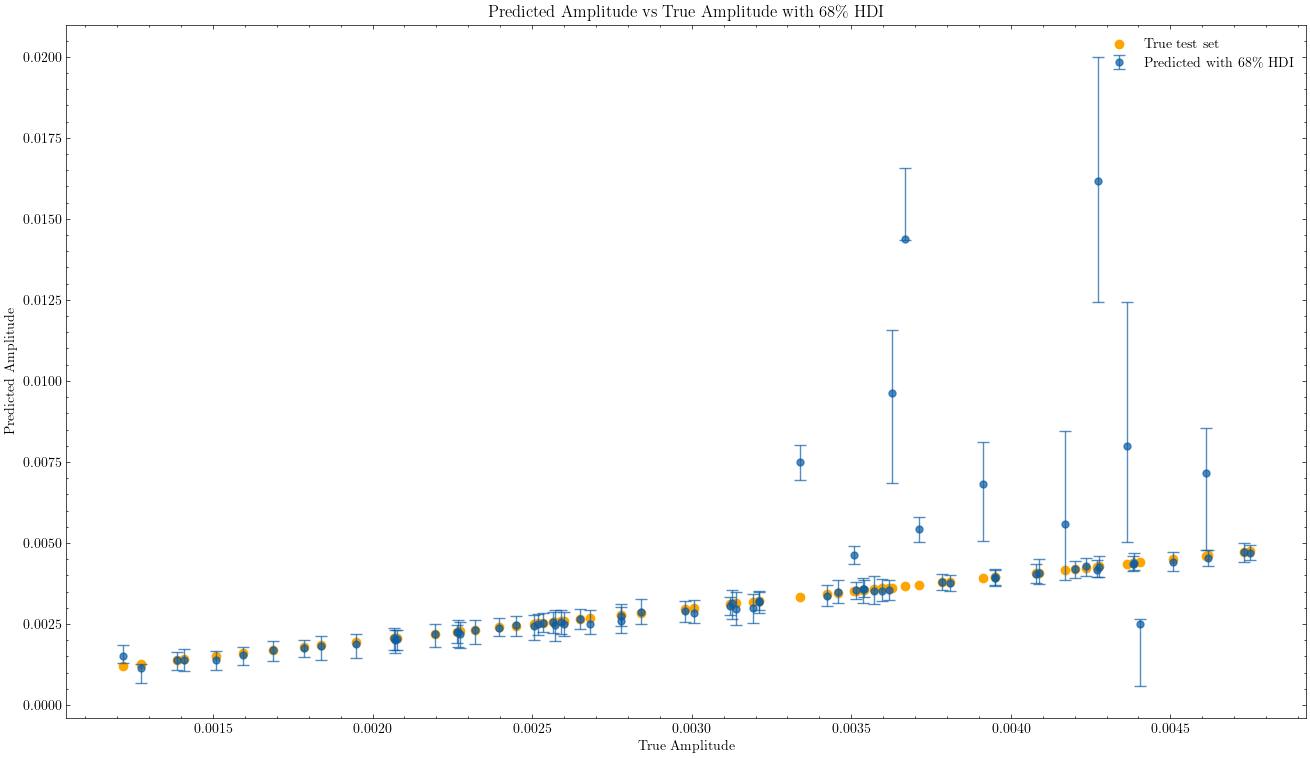 Predicted Amplitude vs True Amplitude with 68% HDI
True test set
Predicted with 68% HDI
Predicted Amplitude
0.0200
0.0175
0.0150
0.0125
0.0100
0.0075
0.0050
0.0025
0.0000
0.0015 0.0020 0.0025 0.0030 0.0035 0.0040 0.0045
True Amplitude